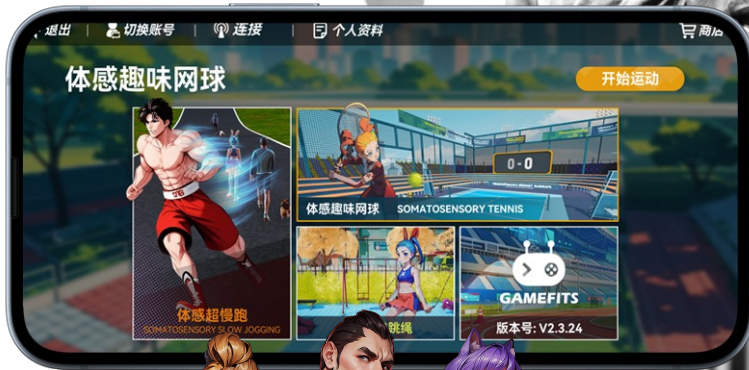 退出 切换账号 连接 个人资料 商店
体感趣味网球
开始运动
76
0-0
体感趣味网球 SOMATOSENSORY TENNIS
体感超慢跑
SOMATOSENSORY SLOW JOGGING
跳绳
GAMEFITS
版本号: V2.3.24